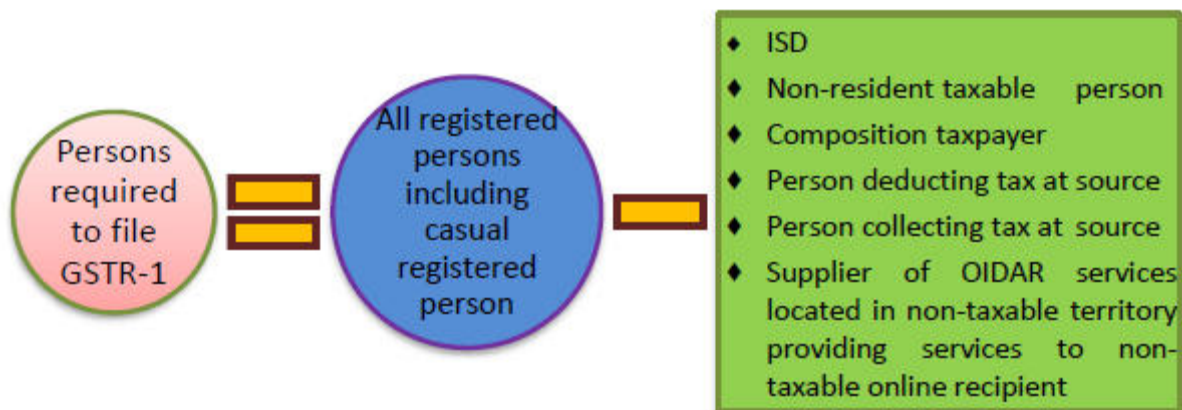 Persons
required
to file
GSTR-1
All registered
persons
including
casual
registered
person
♦ ISD
♦ Non-resident taxable person
♦ Composition taxpayer
♦ Person deducting tax at source
♦ Person collecting tax at source
♦ Supplier of OIDAR services
located in non-taxable territory
providing services to non-
taxable online recipient